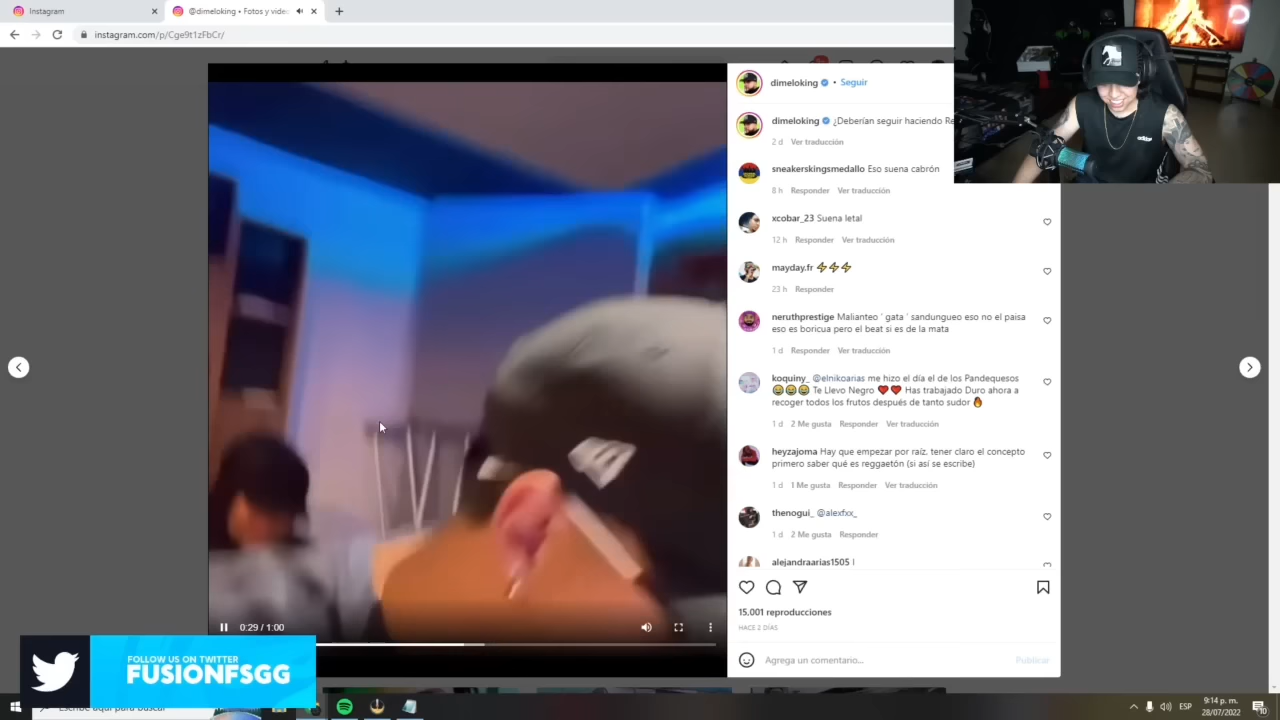 Instagram
@dimeloking • Fotos y vide
instagram.com/p/Cge9t1zFbCr/
dimeloking • Seguir
dimeloking ¿Deberían seguir haciendo Re
2 d Ver traducción
sneakerskingsmedallo Eso suena cabrón
8 h Responder Ver traducción
xcobar_23 Suena letal
12 h Responder Ver traducción
mayday.fr ⚡⚡⚡
23 h Responder
neruthprestige Malianteo ' gata ' sandungueo eso no el paisa
eso es boricua pero el beat si es de la mata
1 d Responder Ver traducción
koquiny_ @elnikoarias me hizo el día el de los Pandequesos
😂😂😂 Te Llevo Negro ❤️❤️ Has trabajado Duro ahora a
recoger todos los frutos después de tanto sudor 🔥
1 d 2 Me gusta Responder Ver traducción
heyzajoma Hay que empezar por raíz. tener claro el concepto
primero saber qué es reggaetón (si así se escribe)
1 d 1 Me gusta Responder Ver traducción
thenogui_ @alexfxx_
1 d 2 Me gusta Responder
alejandraarias1505
15.001 reproducciones
HACE 2 DÍAS
Agrega un comentario...
Publicar
0:29 / 1:00
FOLLOW US ON TWITTER
FUSIONFSGG
Escribe aquí para buscar
ESP
9:14 p. m.
28/07/2022
10